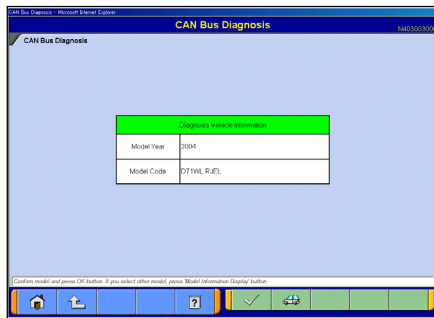 CAN Bus Diagnosis - Microsoft Internet Explorer
CAN Bus Diagnosis
N40300300
CAN Bus Diagnosis
Diagnosis Vehicle Information
Model Year 2004
Model Code D71WL RJEL
Confirm model and press OK button. If you select other model, press 'Model Information Display' button.
?